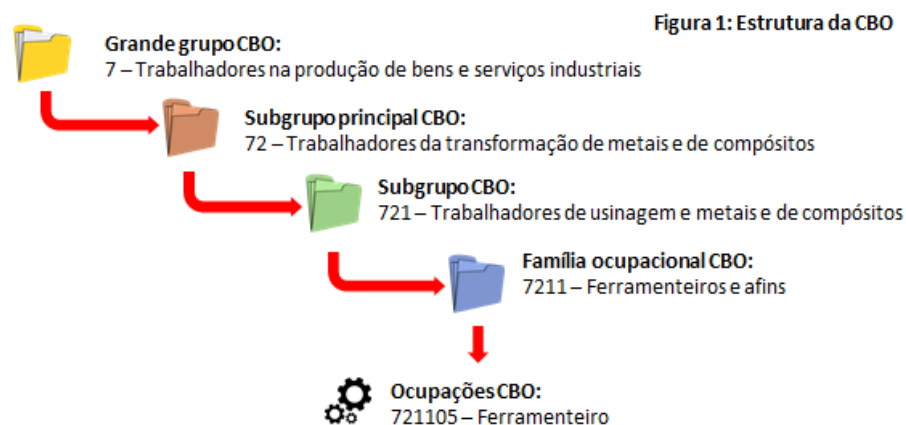 Figura 1: Estrutura da CBO
Grande grupo CBO:
7 – Trabalhadores na produção de bens e serviços industriais
Subgrupo principal CBO:
72 – Trabalhadores da transformação de metais e de compósitos
Subgrupo CBO:
721 – Trabalhadores de usinagem e metais e de compósitos
Família ocupacional CBO:
7211 – Ferramenteiros e afins
Ocupações CBO:
721105 – Ferramenteiro